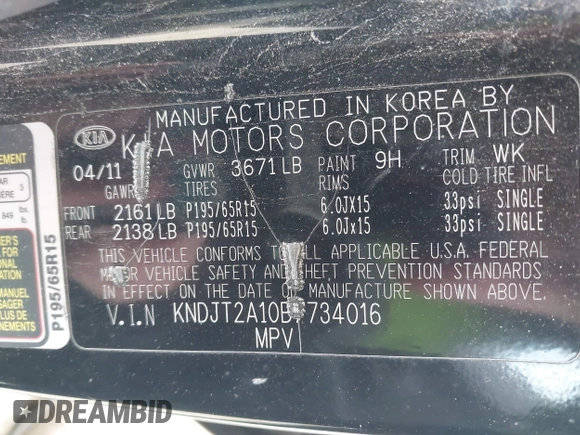 MANUFACTURED IN KOREA BY
KIA KIA MOTORS CORPORATION
04/11 GVWR 3671LB PAINT 9H TRIM WK
GAWR TIRES RIMS COLD TIRE INFL
FRONT 2161LB P195/65R15 6.0Jx15 33psi SINGLE
REAR 2138LB P195/65R15 6.0Jx15 33psi SINGLE
THIS VEHICLE CONFORMS TO ALL APPLICABLE U.S.A. FEDERAL
MOTOR VEHICLE SAFETY AND THEFT PREVENTION STANDARDS
IN EFFECT ON THE DATE OF MANUFACTURE SHOWN ABOVE.
V.I.N KNDJT2A10B 734016
MPV
P195/65R15
DREAMBID